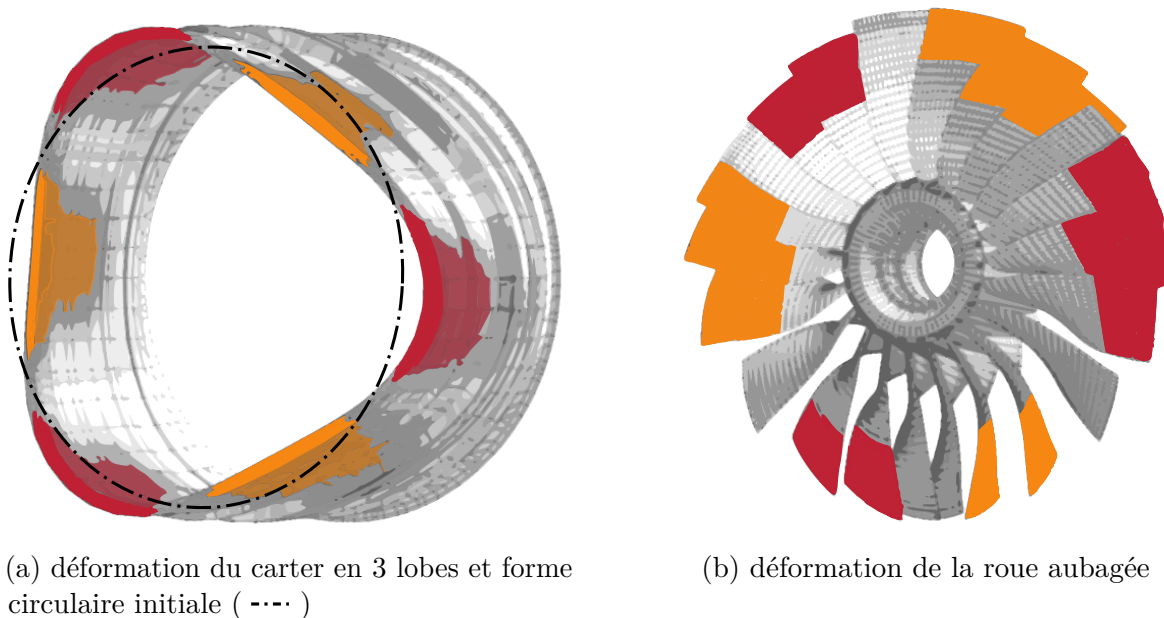 (a) déformation du carter en 3 lobes et forme
circulaire initiale ( )
(b) déformation de la roue aubagée